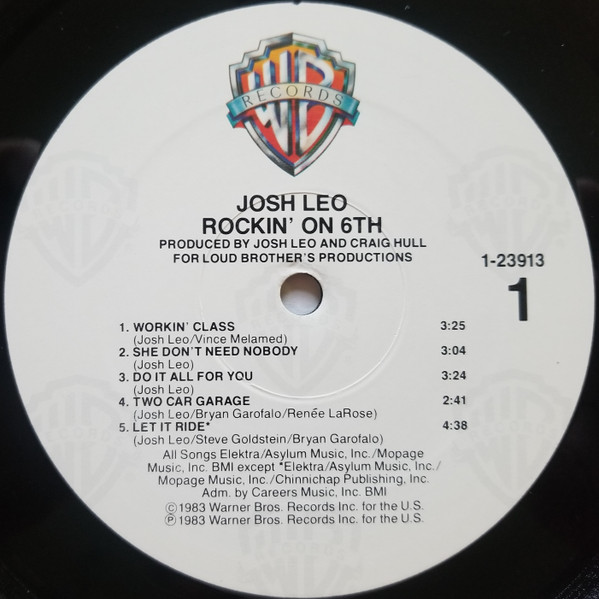 WB
RECORDS
JOSH LEO
ROCKIN' ON 6TH
PRODUCED BY JOSH LEO AND CRAIG HULL
FOR LOUD BROTHER'S PRODUCTIONS
1-23913
1
1. WORKIN' CLASS 3:25
(Josh Leo/Vince Melamed)
2. SHE DON'T NEED NOBODY 3:04
(Josh Leo)
3. DO IT ALL FOR YOU 3:24
(Josh Leo)
4. TWO CAR GARAGE 2:41
(Josh Leo/Bryan Garofalo/Renée LaRose)
5. LET IT RIDE* 4:38
(Josh Leo/Steve Goldstein/Bryan Garofalo)
All Songs Elektra/Asylum Music, Inc./Mopage
Music, Inc. BMI except *Elektra/Asylum Music, Inc./
Mopage Music, Inc./Chinnichap Publishing, Inc.
Adm. by Careers Music, Inc. BMI
©1983 Warner Bros. Records Inc. for the U.S.
℗1983 Warner Bros. Records Inc. for the U.S.